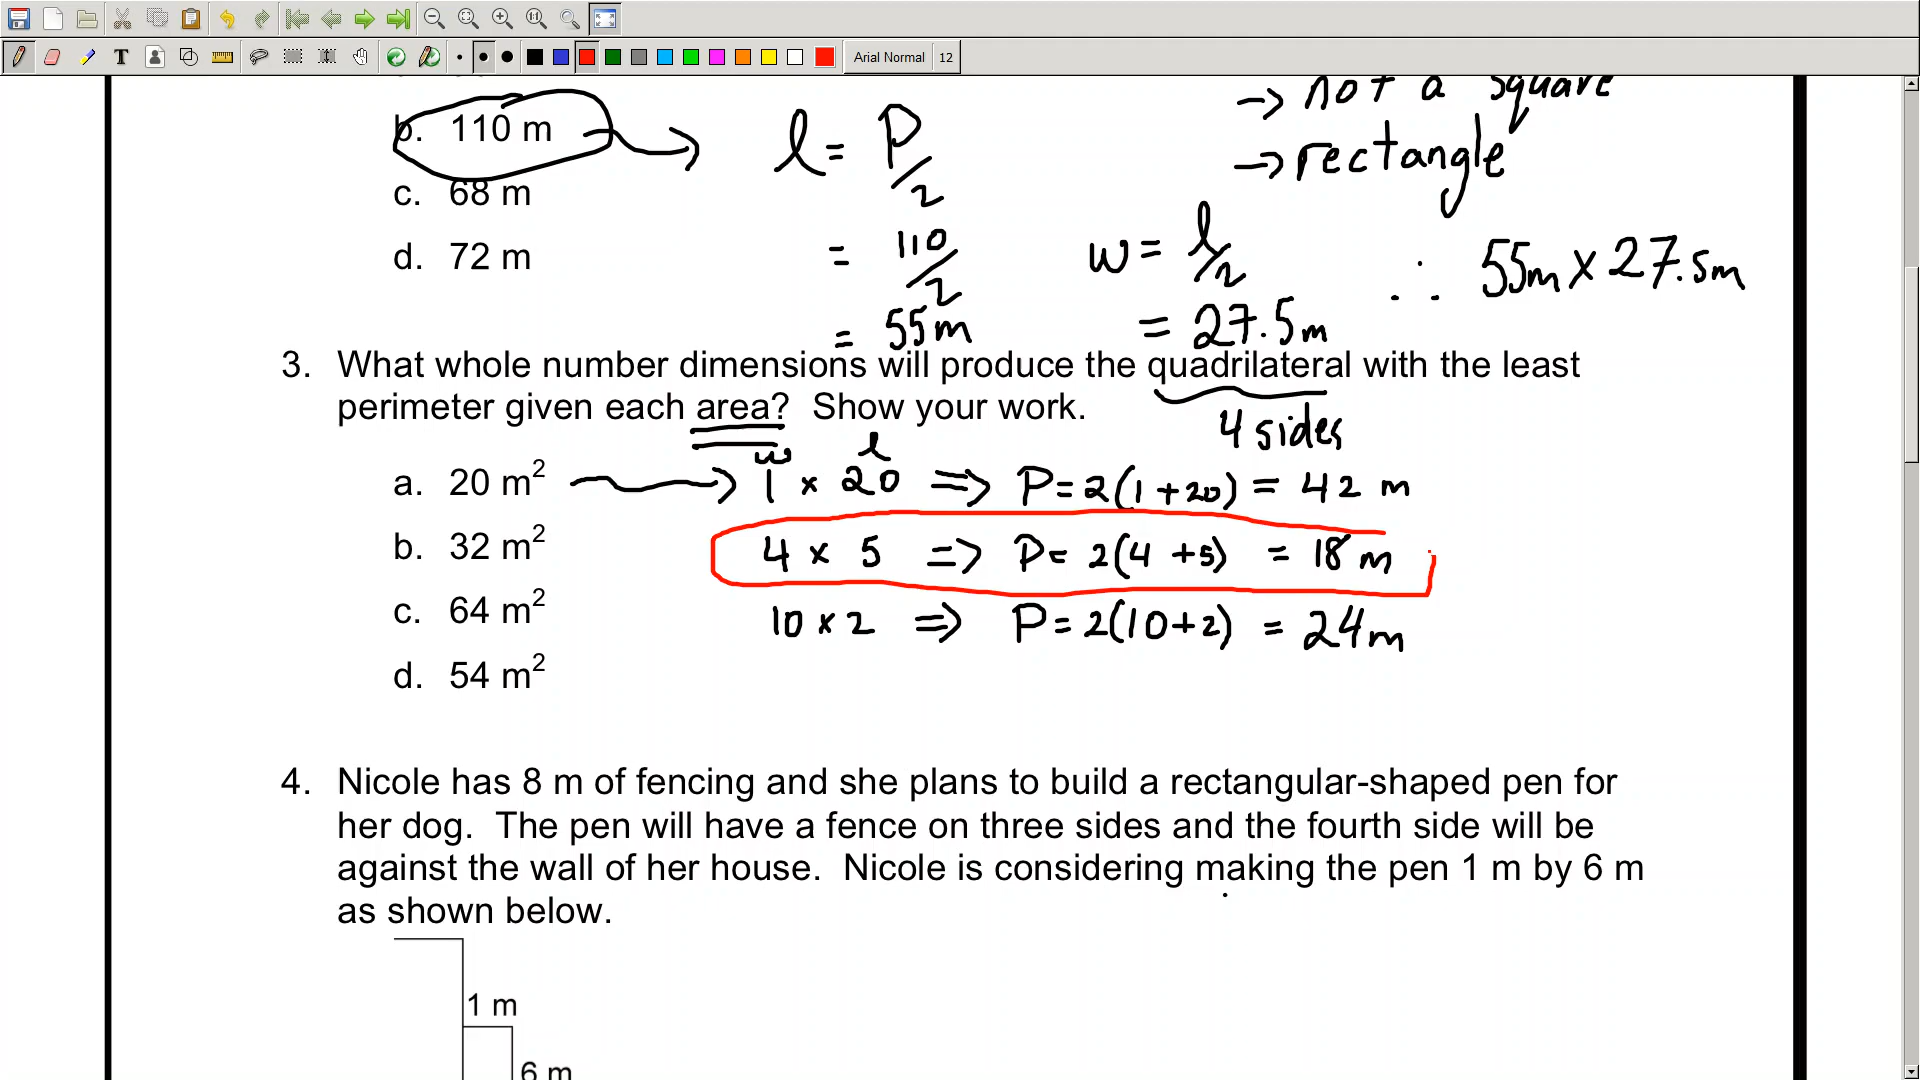 Arial Normal 12
→ not a square
b. 110 m → l = P/2 → rectangle
c. 68 m
= 110/2 w = l/2 ∴ 55m x 27.5m
d. 72 m
= 55m = 27.5m
3. What whole number dimensions will produce the quadrilateral with the least
perimeter given each area? Show your work.
4 sides
w l
a. 20 m² → 1 x 20 => P = 2(1 + 20) = 42 m
b. 32 m² 4 x 5 => P = 2(4 + 5) = 18 m
c. 64 m² 10 x 2 => P = 2(10+2) = 24m
d. 54 m²
4. Nicole has 8 m of fencing and she plans to build a rectangular-shaped pen for
her dog. The pen will have a fence on three sides and the fourth side will be
against the wall of her house. Nicole is considering making the pen 1 m by 6 m
as shown below.
1 m
6 m